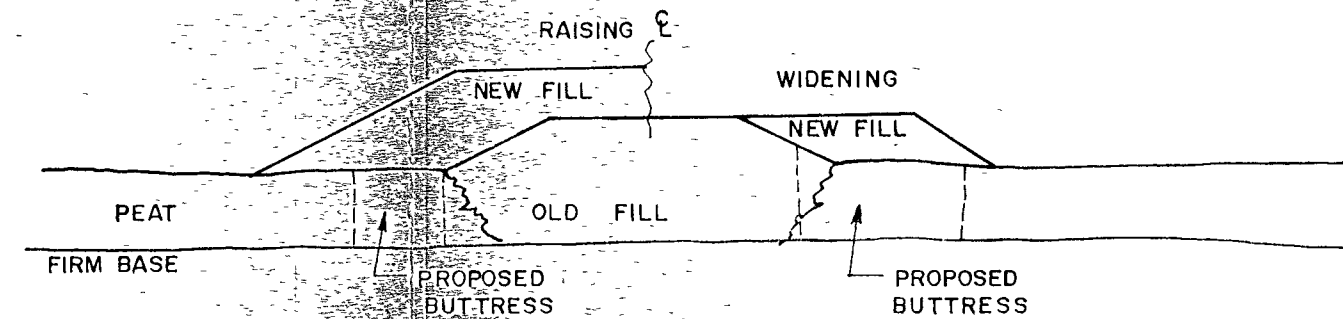 RAISING ℄
WIDENING
NEW FILL
NEW FILL
PEAT
OLD FILL
FIRM BASE
PROPOSED
BUTTRESS
PROPOSED
BUTTRESS